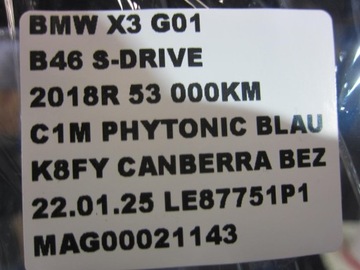 BMW X3 G01
B46 S-DRIVE
2018R 53 000KM
C1M PHYTONIC BLAU
K8FY CANBERRA BEZ
22.01.25 LE87751P1
MAG00021143